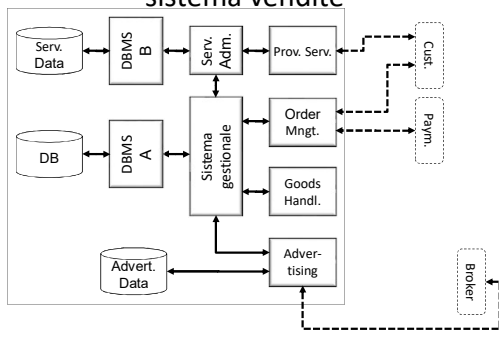 sistema vendite
Serv.
Data
DBMS
B
Serv.
Adm.
Prov. Serv.
Cust.
Order
Mngt.
Paym.
DB
DBMS
A
Sistema
gestionale
Goods
Handl.
Advert.
Data
Adver-
tising
Broker